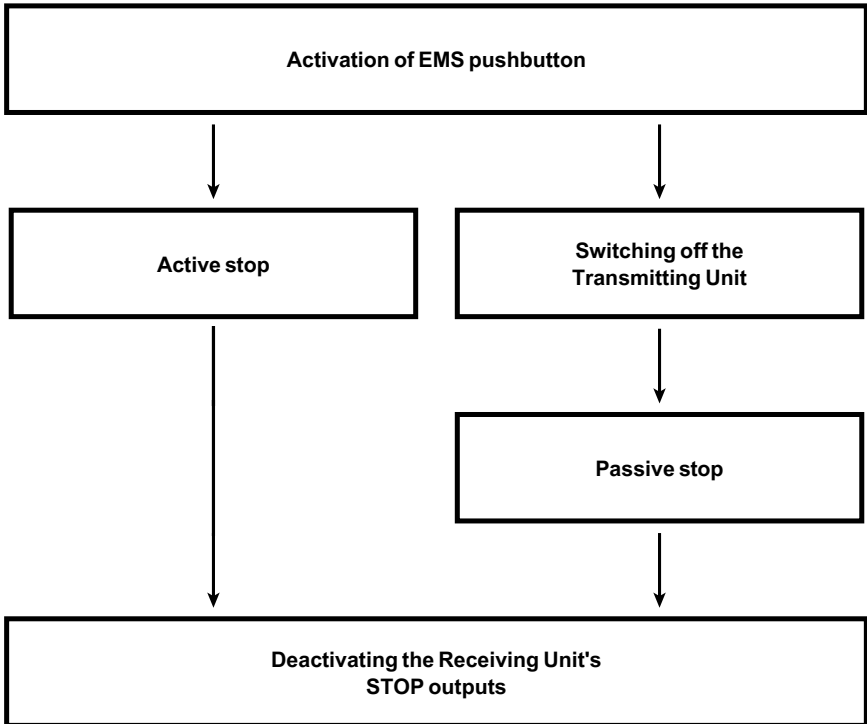 Activation of EMS pushbutton
Active stop
Switching off the
Transmitting Unit
Passive stop
Deactivating the Receiving Unit's
STOP outputs